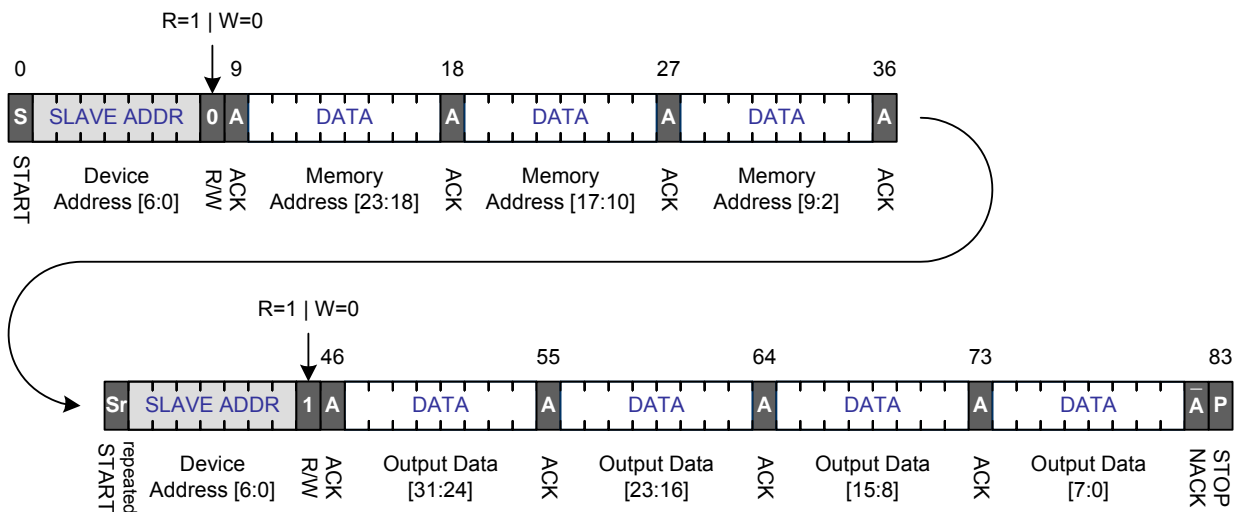 R=1 | W=0
0 9 18 27 36
S SLAVE ADDR 0 A DATA A DATA A DATA A
START Device Address [6:0] R/W ACK Memory Address [23:18] ACK Memory Address [17:10] ACK Memory Address [9:2] ACK
R=1 | W=0
46 55 64 73 83
Sr SLAVE ADDR 1 A DATA A DATA A DATA A DATA A̅ P
repeated START Device Address [6:0] R/W ACK Output Data [31:24] ACK Output Data [23:16] ACK Output Data [15:8] ACK Output Data [7:0] NACK STOP